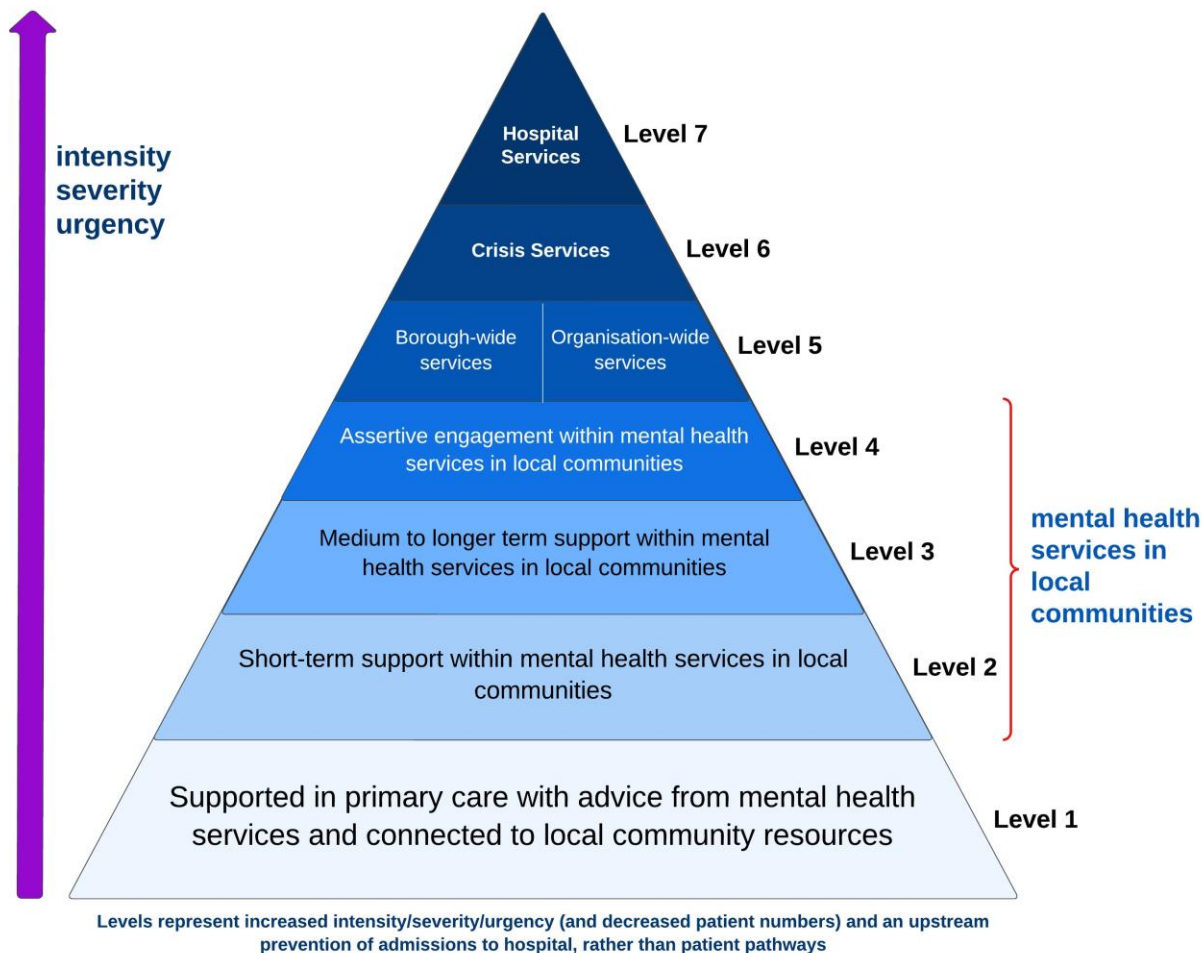 intensity
severity
urgency
Hospital
Services
Level 7
Crisis Services
Level 6
Borough-wide
services
Organisation-wide
services
Level 5
Assertive engagement within mental health
services in local communities
Level 4
Medium to longer term support within mental
health services in local communities
Level 3
mental health
services in
local
communities
Short-term support within mental health services in local
communities
Level 2
Supported in primary care with advice from mental health
services and connected to local community resources
Level 1
Levels represent increased intensity/severity/urgency (and decreased patient numbers) and an upstream
prevention of admissions to hospital, rather than patient pathways